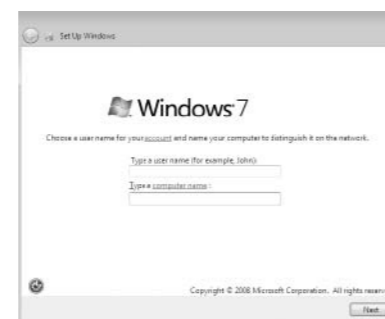 Set Up Windows
Windows 7
Choose a user name for your account and name your computer to distinguish it on the network.
Type a user name (for example, John):
Type a computer name :
Copyright © 2008 Microsoft Corporation. All rights reserv
Next